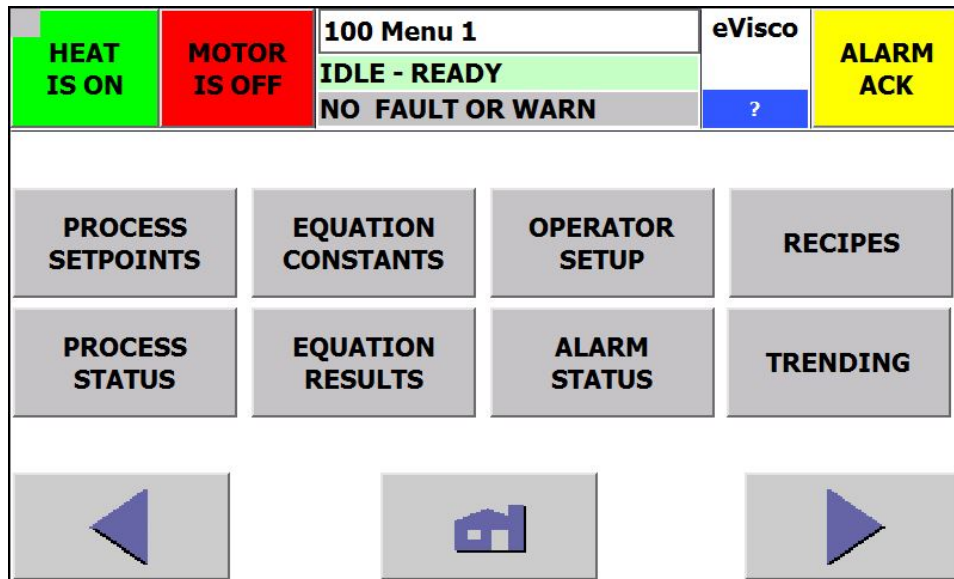 HEAT
IS ON
MOTOR
IS OFF
100 Menu 1
IDLE - READY
NO FAULT OR WARN
eVisco
?
ALARM
ACK
PROCESS
SETPOINTS
EQUATION
CONSTANTS
OPERATOR
SETUP
RECIPES
PROCESS
STATUS
EQUATION
RESULTS
ALARM
STATUS
TRENDING